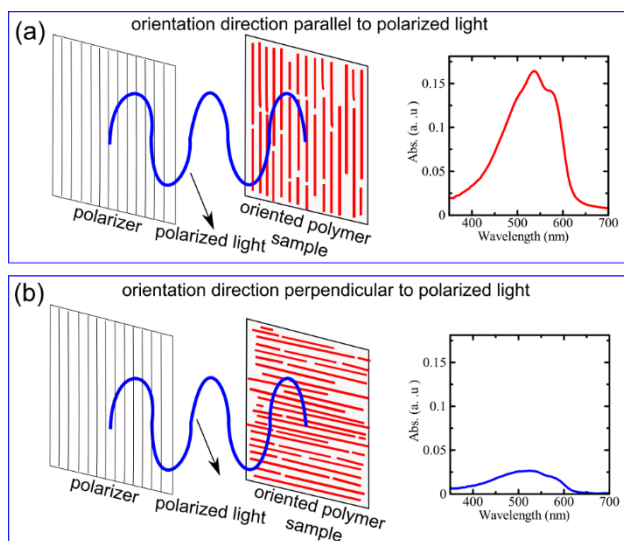 (a)
orientation direction parallel to polarized light
polarizer
polarized light
oriented polymer
sample
0.15
0.1
0.05
0
Abs. (a. .u)
400 500 600 700
Wavelength (nm)
(b)
orientation direction perpendicular to polarized light
polarizer
polarized light
oriented polymer
sample
0.15
0.1
0.05
0
Abs. (a. .u)
400 500 600 700
Wavelength (nm)